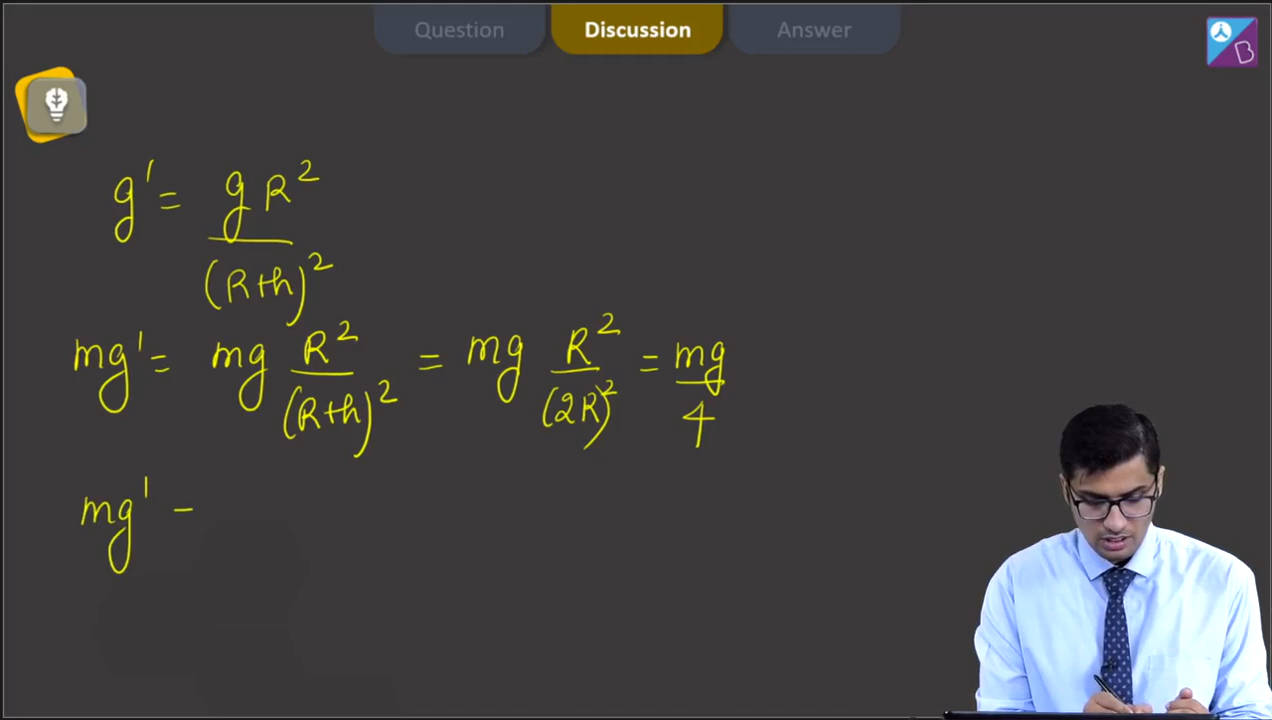 Question Discussion Answer
B
g' = gR²/(R+h)²
mg' = mg R²/(R+h)² = mg R²/(2R)² = mg/4
mg' -